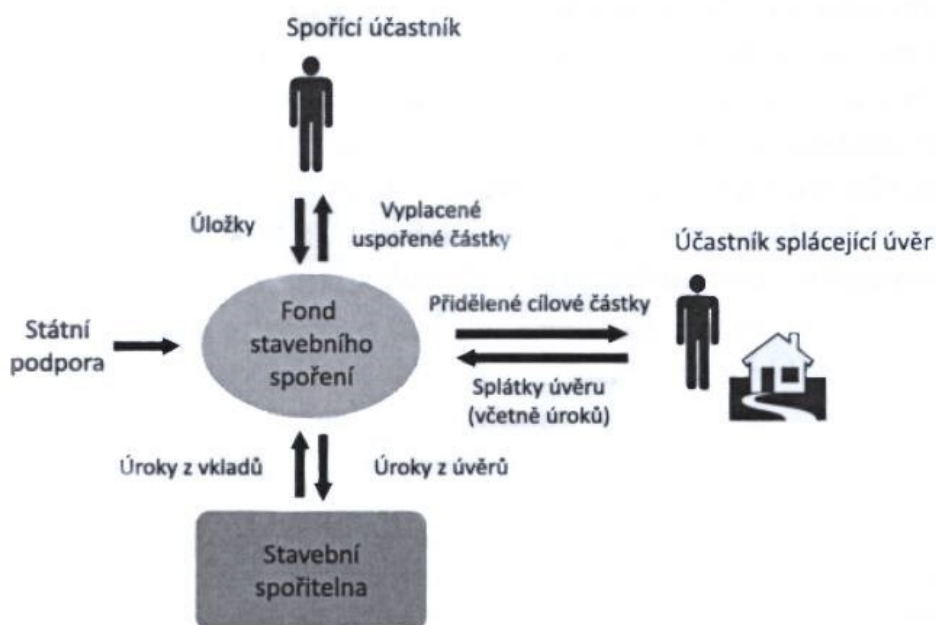 Spořící účastník
Úložky
Vyplacené
uspořené částky
Účastník splácející úvěr
Státní
podpora
Fond
stavebního
spoření
Přidělené cílové částky
Splátky úvěru
(včetně úroků)
Úroky z vkladů
Úroky z úvěrů
Stavební
spořitelna